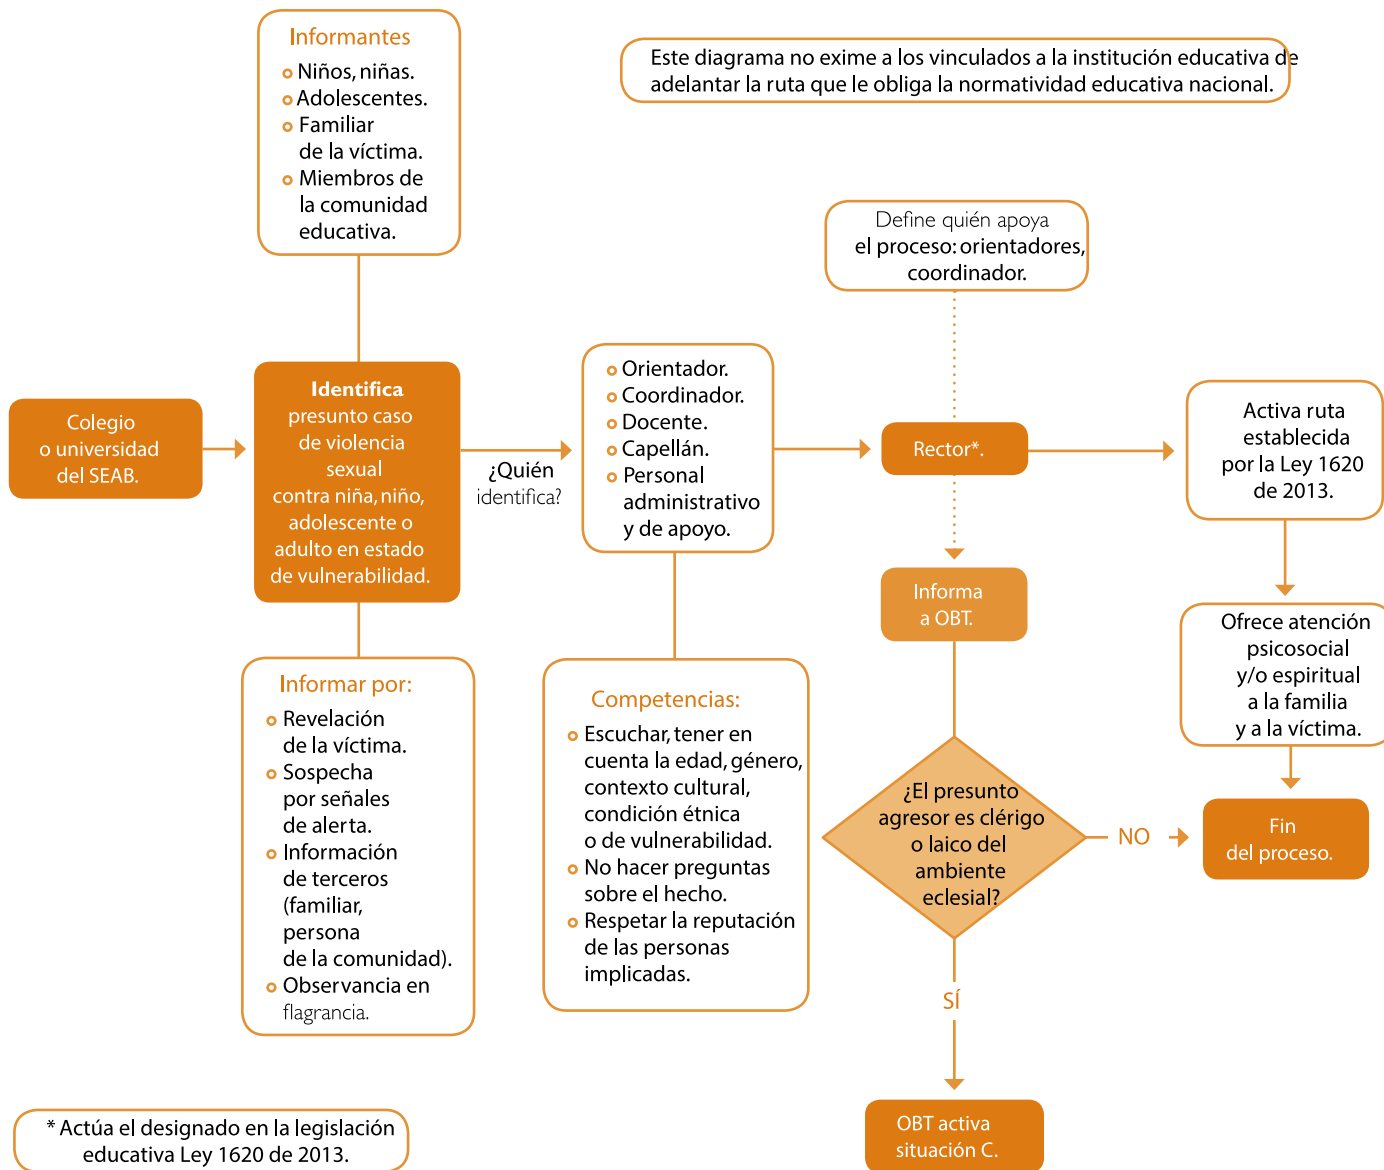 Informantes
Niños, niñas.
Adolescentes.
Familiar
de la víctima.
Miembros de
la comunidad
educativa.
Este diagrama no exime a los vinculados a la institución educativa de
adelantar la ruta que le obliga la normatividad educativa nacional.
Define quién apoya
el proceso: orientadores,
coordinador.
Colegio
o universidad
del SEAB.
Identifica
presunto caso
de violencia
sexual
contra niña, niño,
adolescente o
adulto en estado
de vulnerabilidad.
¿Quién
identifica?
Orientador.
Coordinador.
Docente.
Capellán.
Personal
administrativo
y de apoyo.
Rector*.
Activa ruta
establecida
por la Ley 1620
de 2013.
Informa
a OBT.
Ofrece atención
psicosocial
y/o espiritual
a la familia
y a la víctima.
Informar por:
Revelación
de la víctima.
Sospecha
por señales
de alerta.
Información
de terceros
(familiar,
persona
de la comunidad).
Observancia en
flagrancia.
Competencias:
Escuchar, tener en
cuenta la edad, género,
contexto cultural,
condición étnica
o de vulnerabilidad.
No hacer preguntas
sobre el hecho.
Respetar la reputación
de las personas
implicadas.
¿El presunto
agresor es clérigo
o laico del
ambiente
eclesial?
NO
Fin
del proceso.
SÍ
OBT activa
situación C.
* Actúa el designado en la legislación
educativa Ley 1620 de 2013.